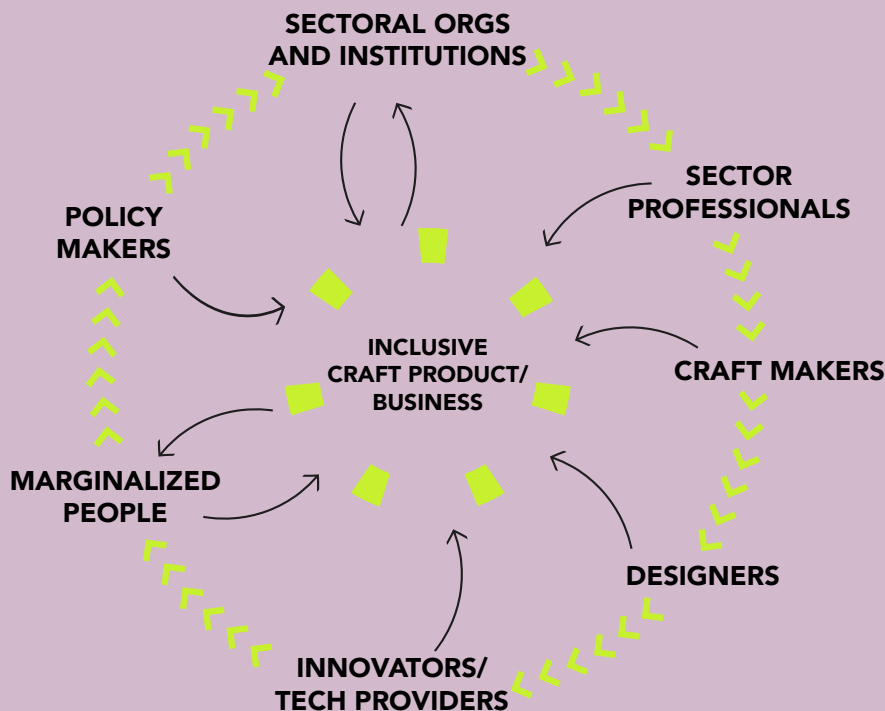 SECTORAL ORGS
AND INSTITUTIONS
SECTOR
PROFESSIONALS
POLICY
MAKERS
INCLUSIVE
CRAFT PRODUCT/
BUSINESS
CRAFT MAKERS
MARGINALIZED
PEOPLE
DESIGNERS
INNOVATORS/
TECH PROVIDERS